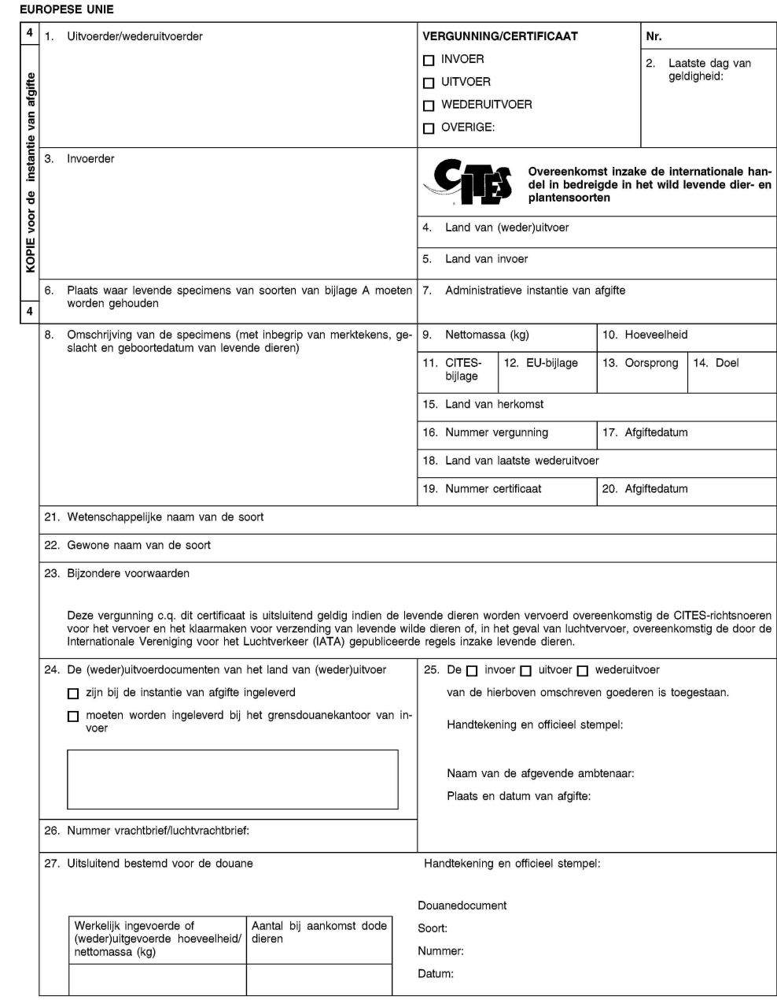 EUROPESE UNIE
4
KOPIE voor de instantie van afgifte
4
1. Uitvoerder/wederuitvoerder
VERGUNNING/CERTIFICAAT
INVOER
UITVOER
WEDERUITVOER
OVERIGE:
Nr.
2. Laatste dag van
geldigheid:
3. Invoerder
CITES
Overeenkomst inzake de internationale han-
del in bedreigde in het wild levende dier- en
plantensoorten
4. Land van (weder)uitvoer
5. Land van invoer
6. Plaats waar levende specimens van soorten van bijlage A moeten
worden gehouden
7. Administratieve instantie van afgifte
8. Omschrijving van de specimens (met inbegrip van merktekens, ge-
slacht en geboortedatum van levende dieren)
9. Nettomassa (kg)
10. Hoeveelheid
11. CITES-
bijlage
12. EU-bijlage
13. Oorsprong
14. Doel
15. Land van herkomst
16. Nummer vergunning
17. Afgiftedatum
18. Land van laatste wederuitvoer
19. Nummer certificaat
20. Afgiftedatum
21. Wetenschappelijke naam van de soort
22. Gewone naam van de soort
23. Bijzondere voorwaarden
Deze vergunning c.q. dit certificaat is uitsluitend geldig indien de levende dieren worden vervoerd overeenkomstig de CITES-richtsnoeren
voor het vervoer en het klaarmaken voor verzending van levende wilde dieren of, in het geval van luchtvervoer, overeenkomstig de door de
Internationale Vereniging voor het Luchtverkeer (IATA) gepubliceerde regels inzake levende dieren.
24. De (weder)uitvoerdocumenten van het land van (weder)uitvoer
zijn bij de instantie van afgifte ingeleverd
moeten worden ingeleverd bij het grensdouanekantoor van in-
voer
25. De invoer uitvoer wederuitvoer
van de hierboven omschreven goederen is toegestaan.
Handtekening en officieel stempel:
Naam van de afgevende ambtenaar:
Plaats en datum van afgifte:
26. Nummer vrachtbrief/luchtvrachtbrief:
27. Uitsluitend bestemd voor de douane
Handtekening en officieel stempel:
Werkelijk ingevoerde of
(weder)uitgevoerde hoeveelheid/
nettomassa (kg)
Aantal bij aankomst dode
dieren
Douanedocument
Soort:
Nummer:
Datum: